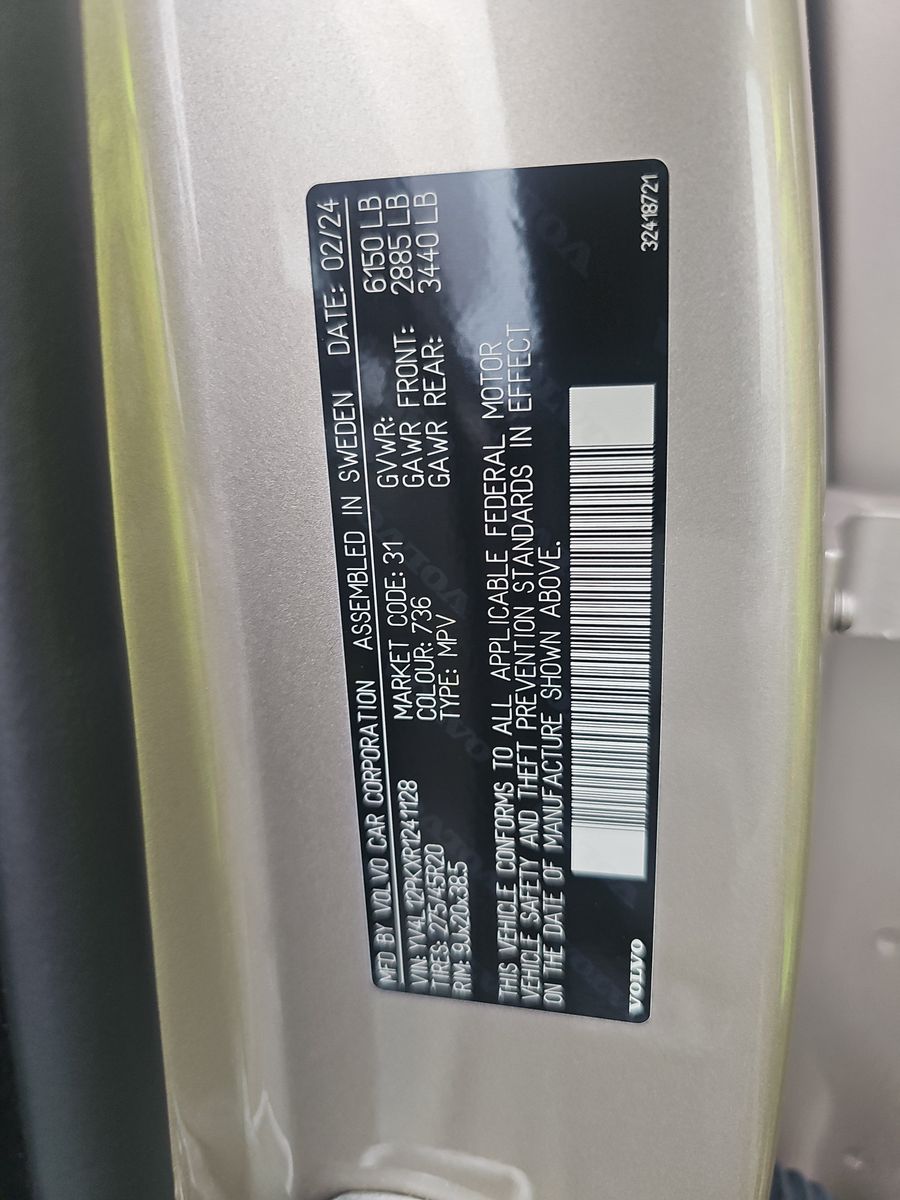 MFD BY VOLVO CAR CORPORATION ASSEMBLED IN SWEDEN DATE: 02/24
VIN: YV4L12PKXR1241128 MARKET CODE: 31 GVWR: 6150 LB
TIRES: 275/45R20 COLOUR: 736 GAWR FRONT: 2885 LB
RIM: 9Jx20x38.5 TYPE: MPV GAWR REAR: 3440 LB
THIS VEHICLE CONFORMS TO ALL APPLICABLE FEDERAL MOTOR
VEHICLE SAFETY AND THEFT PREVENTION STANDARDS IN EFFECT
ON THE DATE OF MANUFACTURE SHOWN ABOVE.
VOLVO 32418721